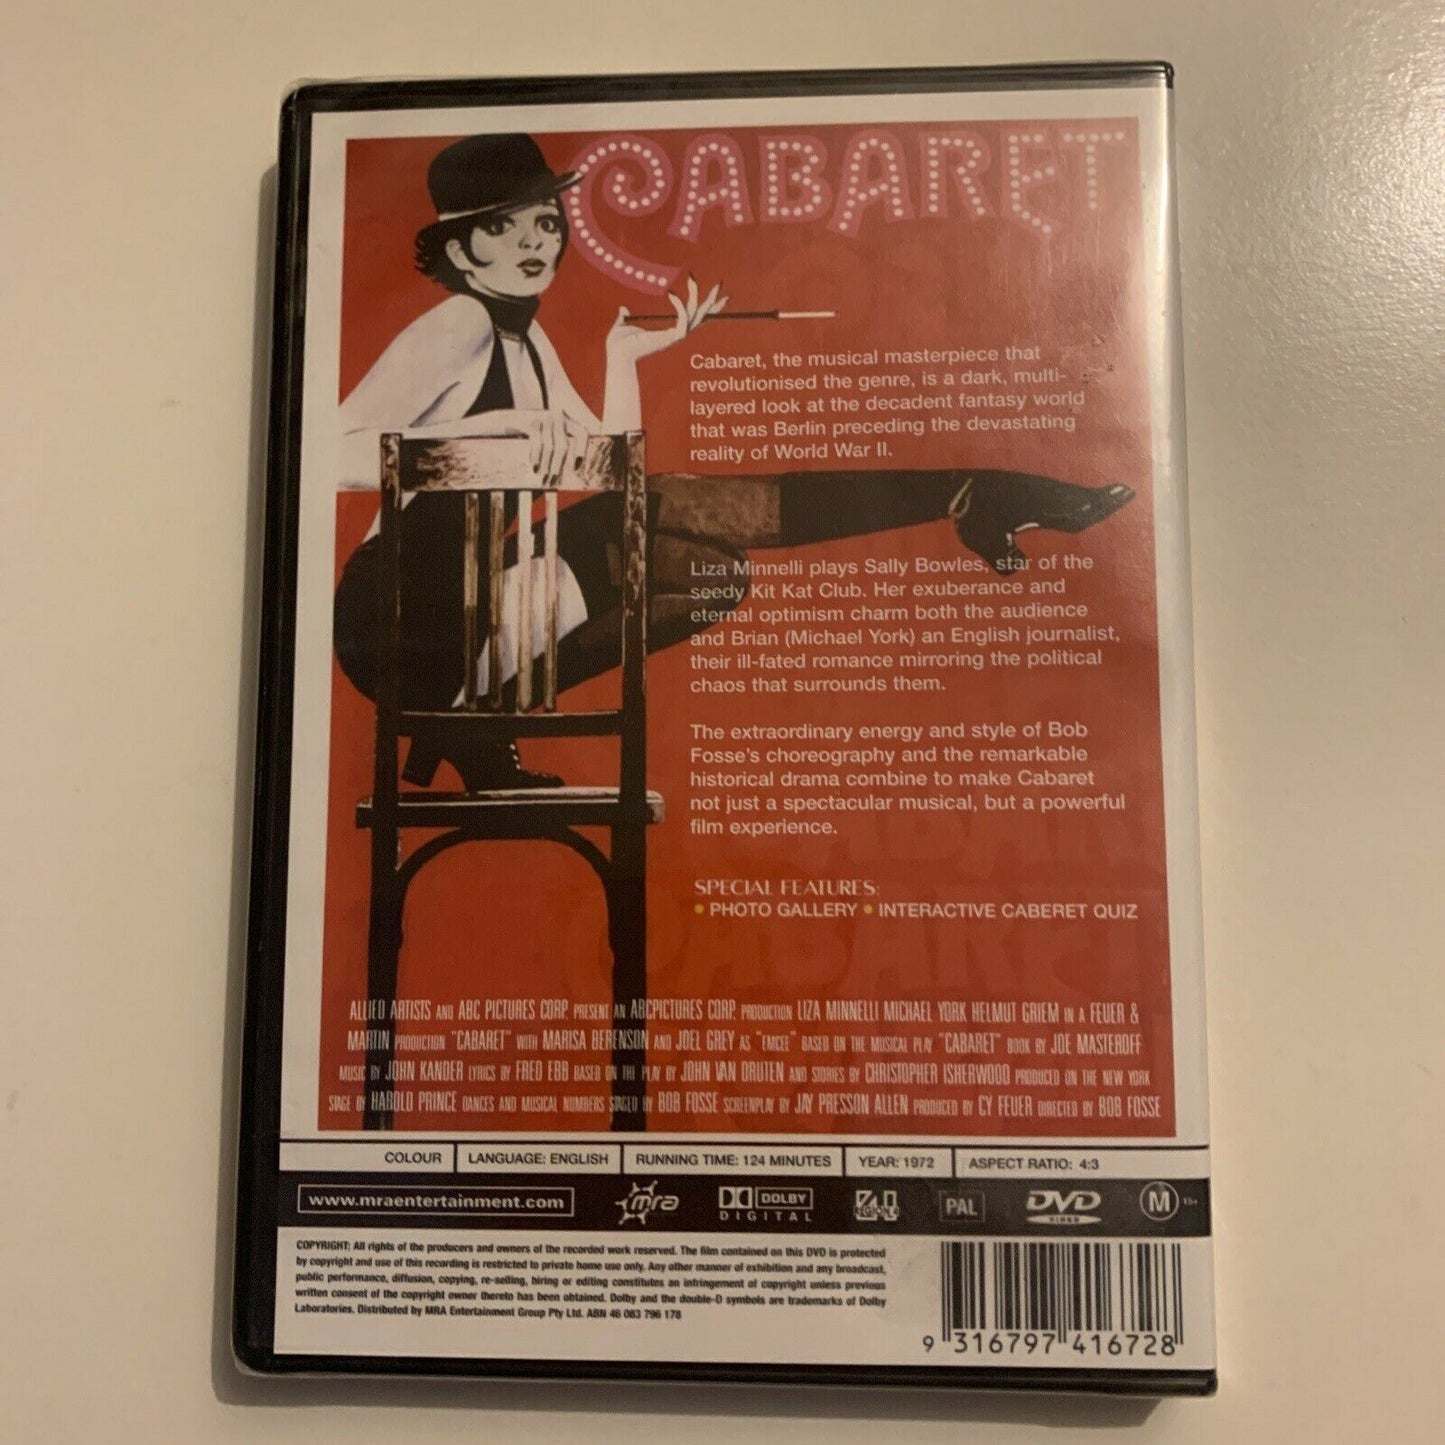 CABARET
Cabaret, the musical masterpiece that
revolutionised the genre, is a dark, multi-
layered look at the decadent fantasy world
that was Berlin preceding the devastating
reality of World War II.
Liza Minnelli plays Sally Bowles, star of the
seedy Kit Kat Club. Her exuberance and
eternal optimism charm both the audience
and Brian (Michael York) an English journalist,
their ill-fated romance mirroring the political
chaos that surrounds them.
The extraordinary energy and style of Bob
Fosse's choreography and the remarkable
historical drama combine to make Cabaret
not just a spectacular musical, but a powerful
film experience.
SPECIAL FEATURES:
• PHOTO GALLERY • INTERACTIVE CABERET QUIZ
ALLIED ARTISTS AND ABC PICTURES CORP. PRESENT AN ABCPICTURES CORP. PRODUCTION LIZA MINNELLI MICHAEL YORK HELMUT GRIEM IN A FEUER &
MARTIN PRODUCTION "CABARET" WITH MARISA BERENSON AND JOEL GREY AS "EMCEE" BASED ON THE MUSICAL PLAY "CABARET" BOOK BY JOE MASTEROFF
MUSIC BY JOHN KANDER LYRICS BY FRED EBB BASED ON THE PLAY BY JOHN VAN DRUTEN AND STORIES BY CHRISTOPHER ISHERWOOD PRODUCED ON THE NEW YORK
STAGE BY HAROLD PRINCE DANCES AND MUSICAL NUMBERS STAGED BY BOB FOSSE SCREENPLAY BY JAY PRESSON ALLEN PRODUCED BY CY FEUER DIRECTED BY BOB FOSSE
COLOUR LANGUAGE: ENGLISH RUNNING TIME: 124 MINUTES YEAR: 1972 ASPECT RATIO: 4:3
www.mraentertainment.com mra DOLBY DIGITAL PAL DVD VIDEO M 15+
COPYRIGHT: All rights of the producers and owners of the recorded work reserved. The film contained on this DVD is protected
by copyright and use of this recording is restricted to private home use only. Any other manner of exhibition and any broadcast,
public performance, diffusion, copying, re-selling, hiring or editing constitutes an infringement of copyright unless previous
written consent of the copyright owner thereto has been obtained. Dolby and the double-D symbols are trademarks of Dolby
Laboratories. Distributed by MRA Entertainment Group Pty Ltd. ABN 46 083 796 178
9 316797 416728